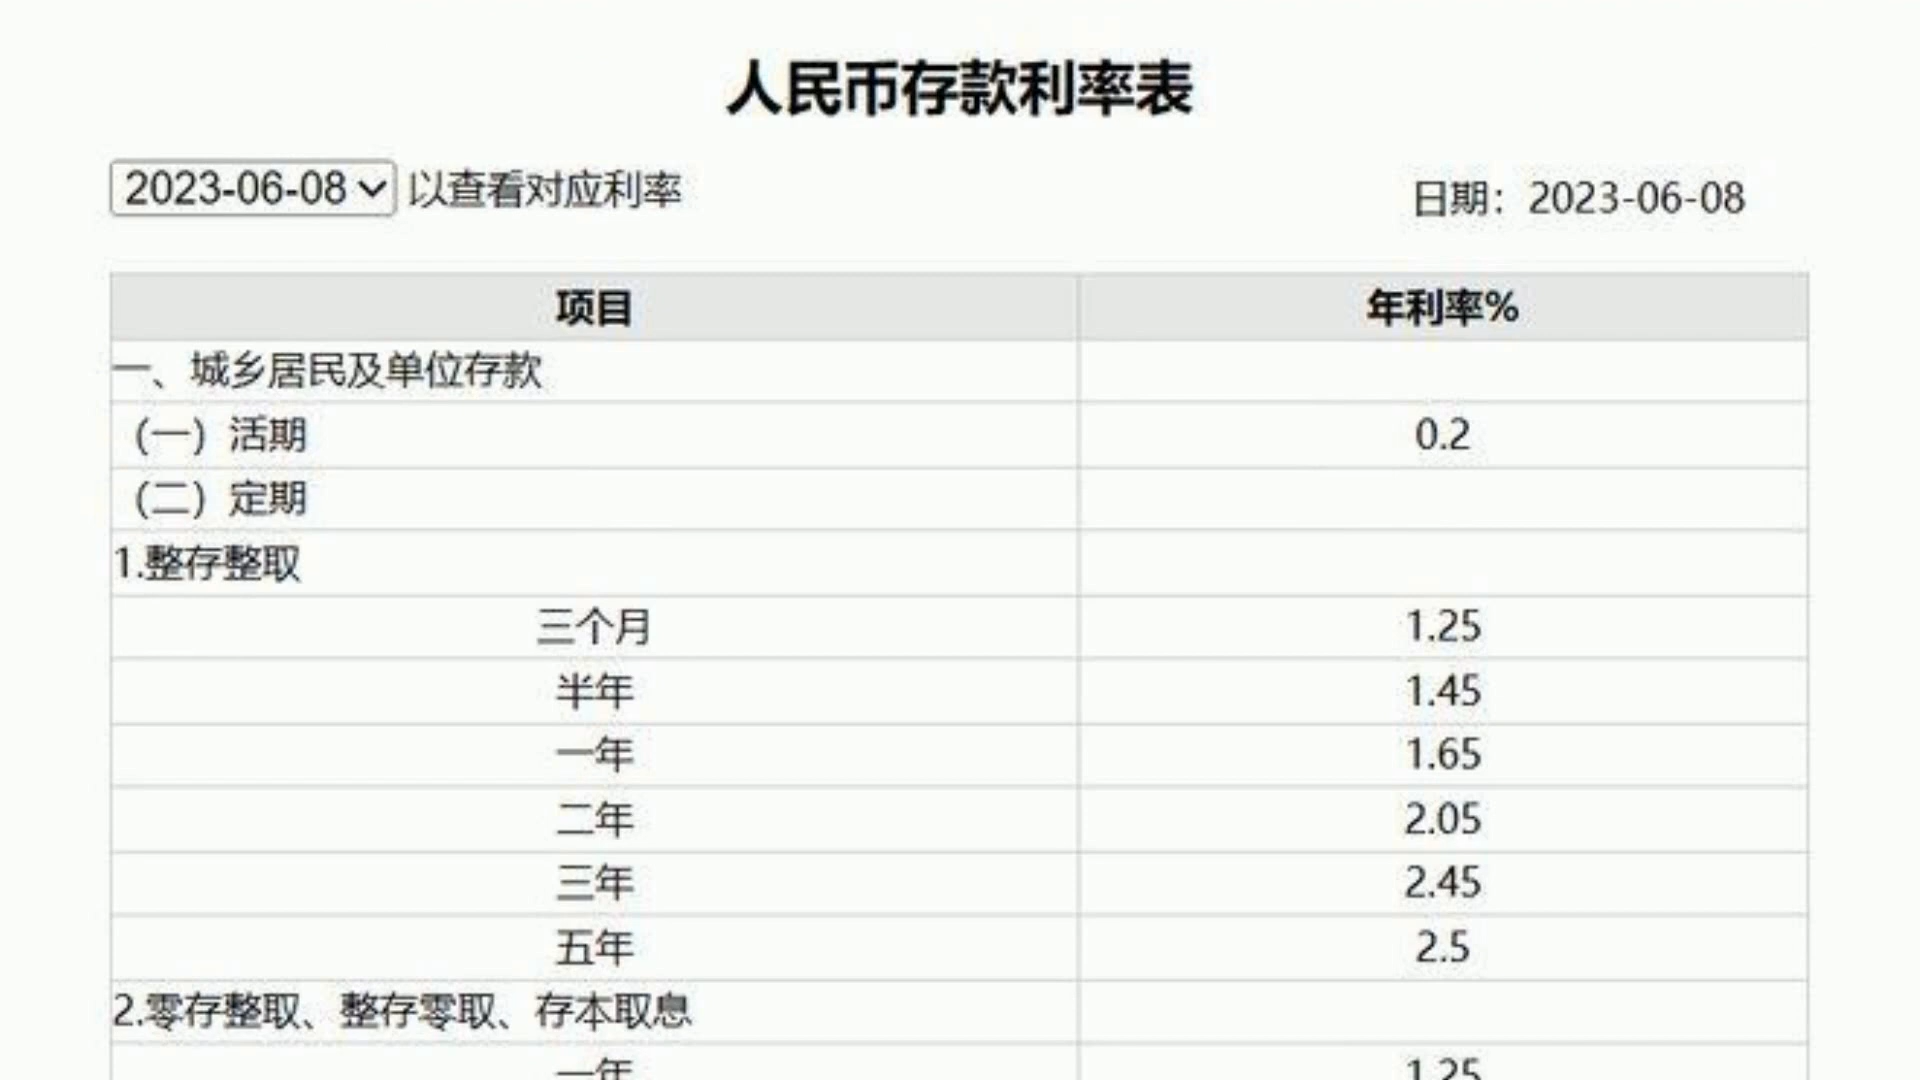 人民币存款利率表
2023-06-08 以查看对应利率
日期：2023-06-08
项目 年利率%
一、城乡居民及单位存款
（一）活期 0.2
（二）定期
1.整存整取
三个月 1.25
半年 1.45
一年 1.65
二年 2.05
三年 2.45
五年 2.5
2.零存整取、整存零取、存本取息
一年 1.25